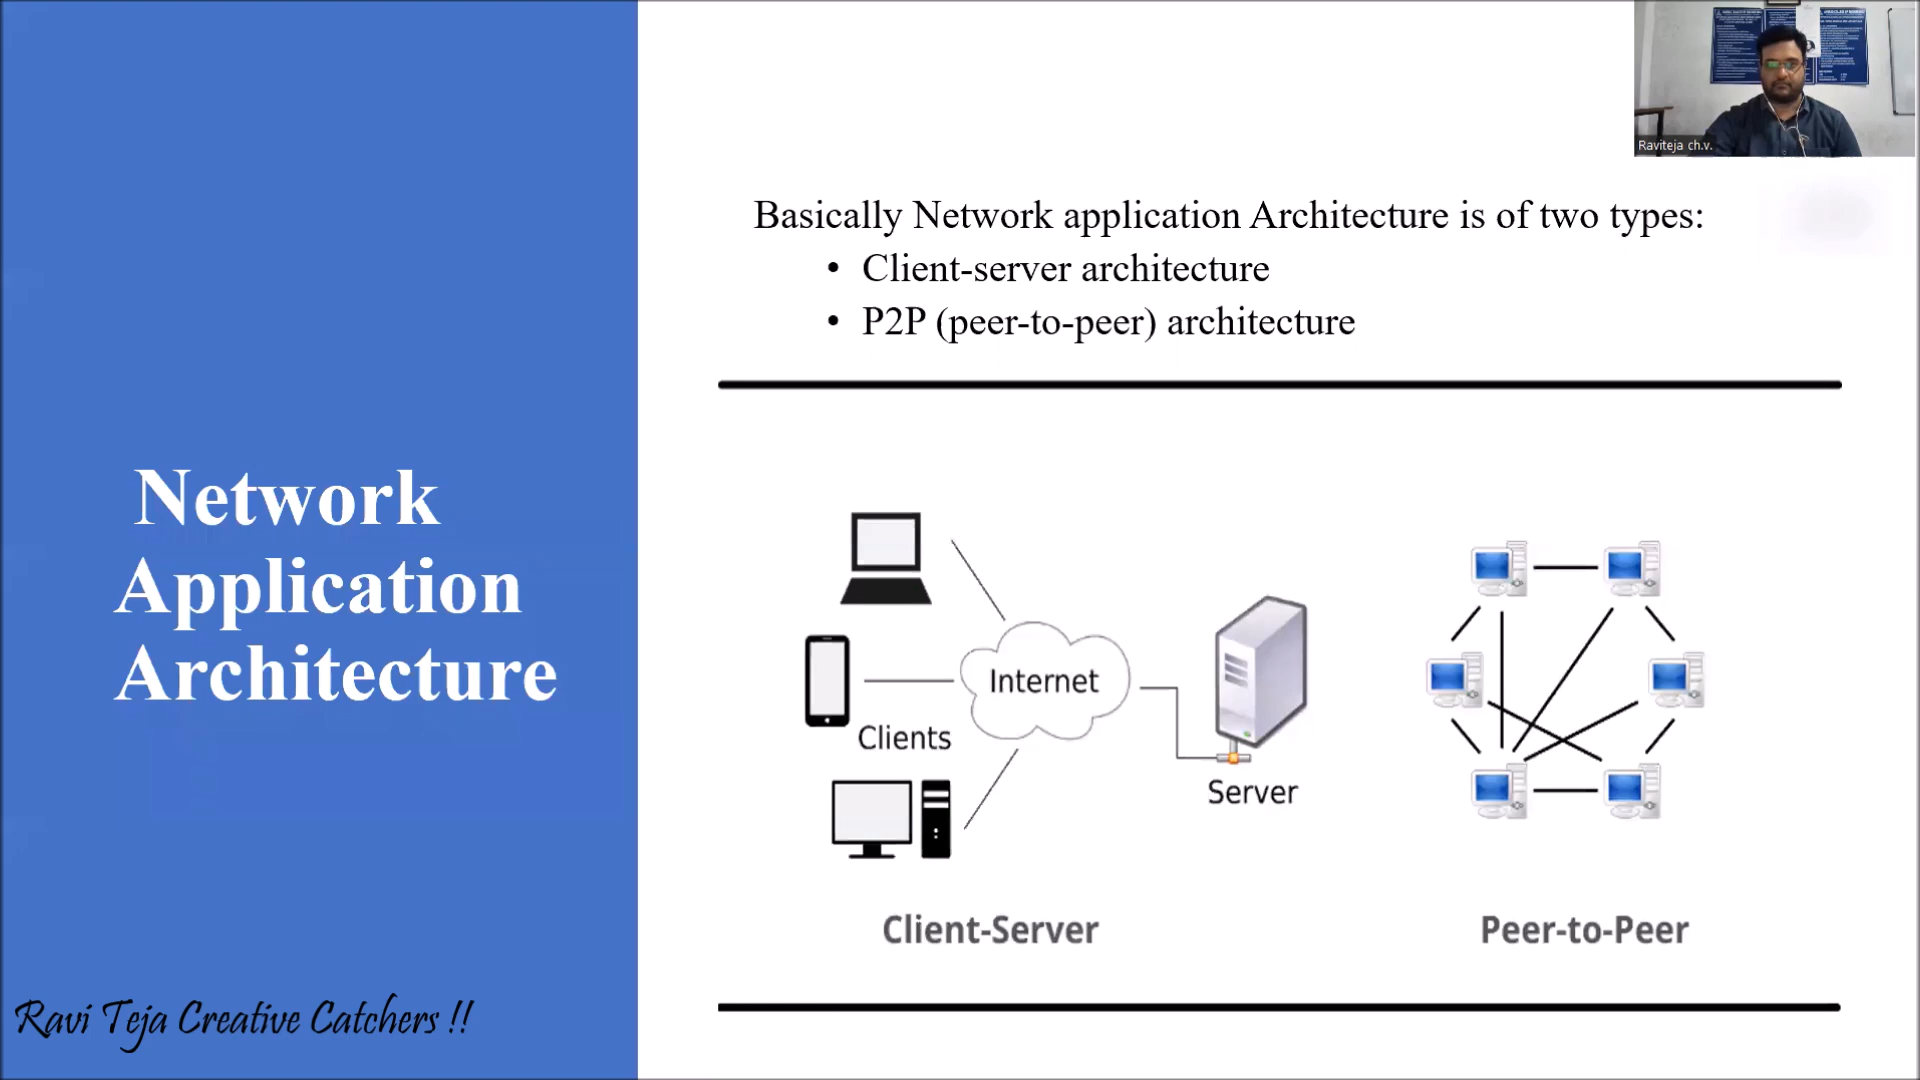 Raviteja ch.v.
Basically Network application Architecture is of two types:
• Client-server architecture
• P2P (peer-to-peer) architecture
Network
Application
Architecture
Internet
Clients
Server
Client-Server
Peer-to-Peer
Ravi Teja Creative Catchers !!